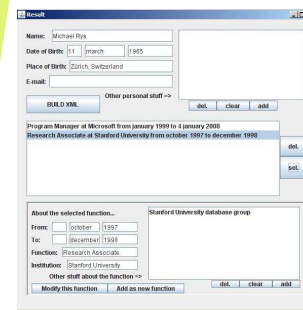 Result
Name: Michael Rys
Date of Birth: 11 march 1965
Place of Birth: Zürich, Switzerland
E-mail:
Other personal stuff =>
BUILD XML
del. clear add
Program Manager at Microsoft from january 1999 to 4 january 2008
Research Associate at Stanford University from october 1997 to december 1998
del.
sel.
About the selected function...
Stanford University database group
From: october 1997
To: december 1998
Function: Research Associate
Institution: Stanford University
Other stuff about the function =>
del. clear add
Modify this function Add as new function